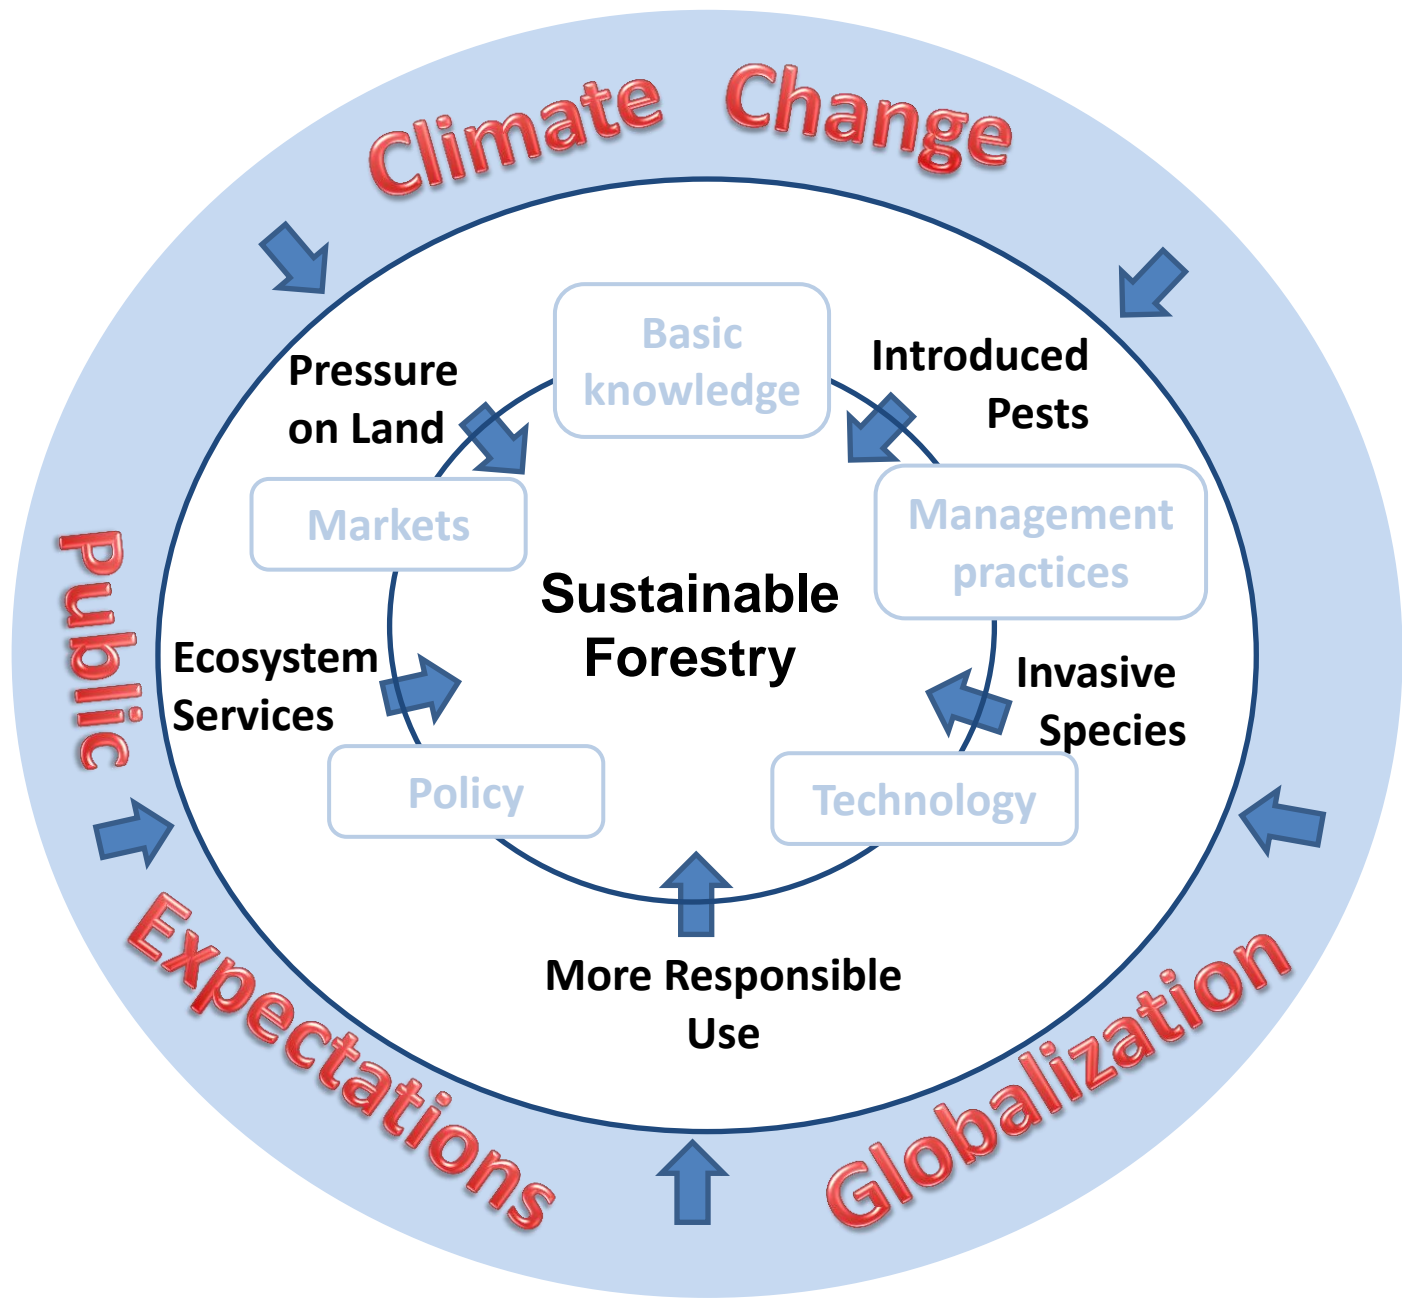 Climate Change
Basic
knowledge
Pressure
on Land
Introduced
Pests
Markets
Management
practices
Sustainable
Forestry
Public
Ecosystem
Services
Invasive
Species
Policy
Technology
Expectations
More Responsible
Use
Globalization